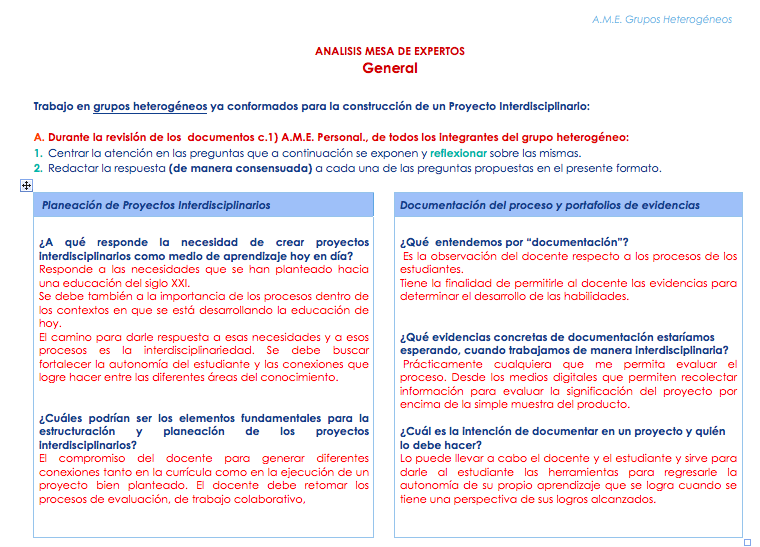 A.M.E. Grupos Heterogéneos
ANALISIS MESA DE EXPERTOS
General
Trabajo en grupos heterogéneos ya conformados para la construcción de un Proyecto Interdisciplinario:
A. Durante la revisión de los documentos c.1) A.M.E. Personal., de todos los integrantes del grupo heterogéneo:
1. Centrar la atención en las preguntas que a continuación se exponen y reflexionar sobre las mismas.
2. Redactar la respuesta (de manera consensuada) a cada una de las preguntas propuestas en el presente formato.
Planeación de Proyectos Interdisciplinarios
¿A qué responde la necesidad de crear proyectos
interdisciplinarios como medio de aprendizaje hoy en día?
Responde a las necesidades que se han planteado hacia
una educación del siglo XXI.
Se debe también a la importancia de los procesos dentro de
los contextos en que se está desarrollando la educación de
hoy.
El camino para darle respuesta a esas necesidades y a esos
procesos es la interdisciplinariedad. Se debe buscar
fortalecer la autonomía del estudiante y las conexiones que
logre hacer entre las diferentes áreas del conocimiento.
¿Cuáles podrían ser los elementos fundamentales para la
estructuración y planeación de los proyectos
interdisciplinarios?
El compromiso del docente para generar diferentes
conexiones tanto en la currícula como en la ejecución de un
proyecto bien planteado. El docente debe retomar los
procesos de evaluación, de trabajo colaborativo,
Documentación del proceso y portafolios de evidencias
¿Qué entendemos por “documentación”?
Es la observación del docente respecto a los procesos de los
estudiantes.
Tiene la finalidad de permitirle al docente las evidencias para
determinar el desarrollo de las habilidades.
¿Qué evidencias concretas de documentación estaríamos
esperando, cuando trabajamos de manera interdisciplinaria?
Prácticamente cualquiera que me permita evaluar el
proceso. Desde los medios digitales que permiten recolectar
información para evaluar la significación del proyecto por
encima de la simple muestra del producto.
¿Cuál es la intención de documentar en un proyecto y quién
lo debe hacer?
Lo puede llevar a cabo el docente y el estudiante y sirve para
darle al estudiante las herramientas para regresarle la
autonomía de su propio aprendizaje que se logra cuando se
tiene una perspectiva de sus logros alcanzados.